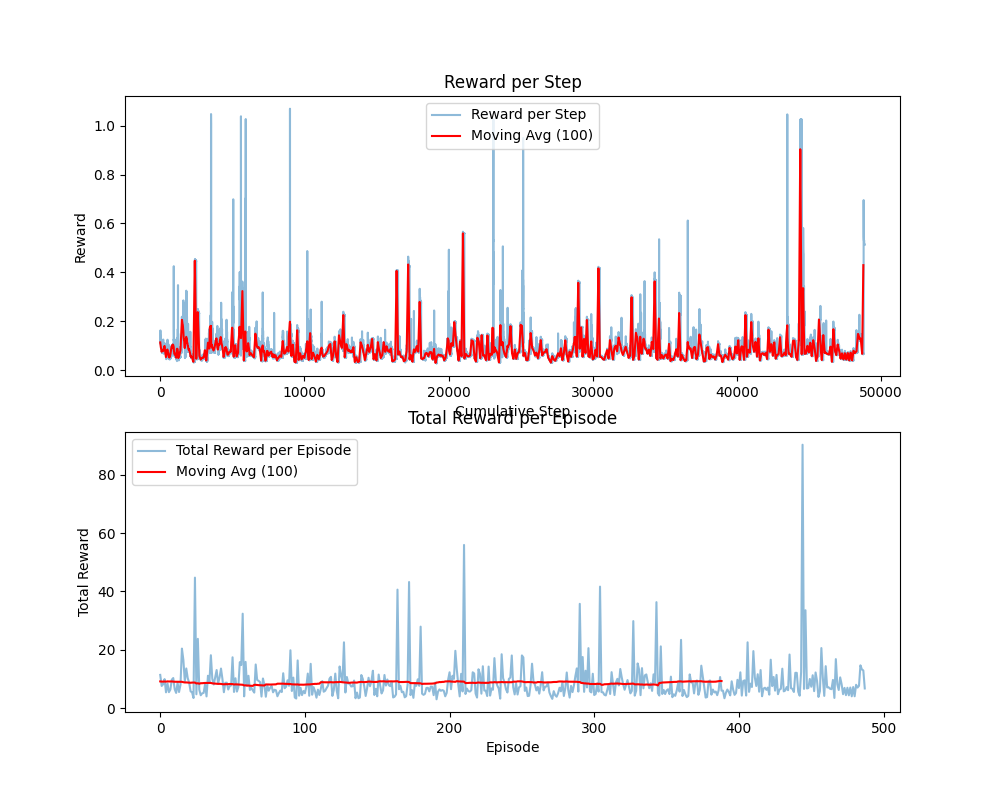 Reward per Step
Reward per Step
Moving Avg (100)
Reward
1.0
0.8
0.6
0.4
0.2
0.0
0 10000 20000 30000 40000 50000
Cumulative Step
Total Reward per Episode
Total Reward per Episode
Moving Avg (100)
Total Reward
80
60
40
20
0
0 100 200 300 400 500
Episode